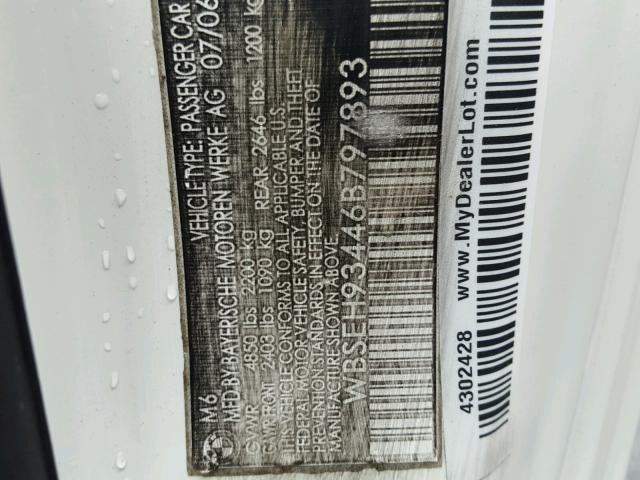 M6 VEHICLE TYPE: PASSENGER CAR
MFD.BY BAYERISCHE MOTOREN WERKE AG 07/06
GVWR 4850 lbs 2200 kg
GAWR FRONT 2403 lbs 1090 kg REAR 2646 lbs 1200 KG
THIS VEHICLE CONFORMS TO ALL APPLICABLE U.S.
FEDERAL MOTOR VEHICLE SAFETY, BUMPER AND THEFT
PREVENTION STANDARDS IN EFFECT ON THE DATE OF
MANUFACTURE SHOWN ABOVE.
WBSEH93446B797893
4302428 www.MyDealerLot.com